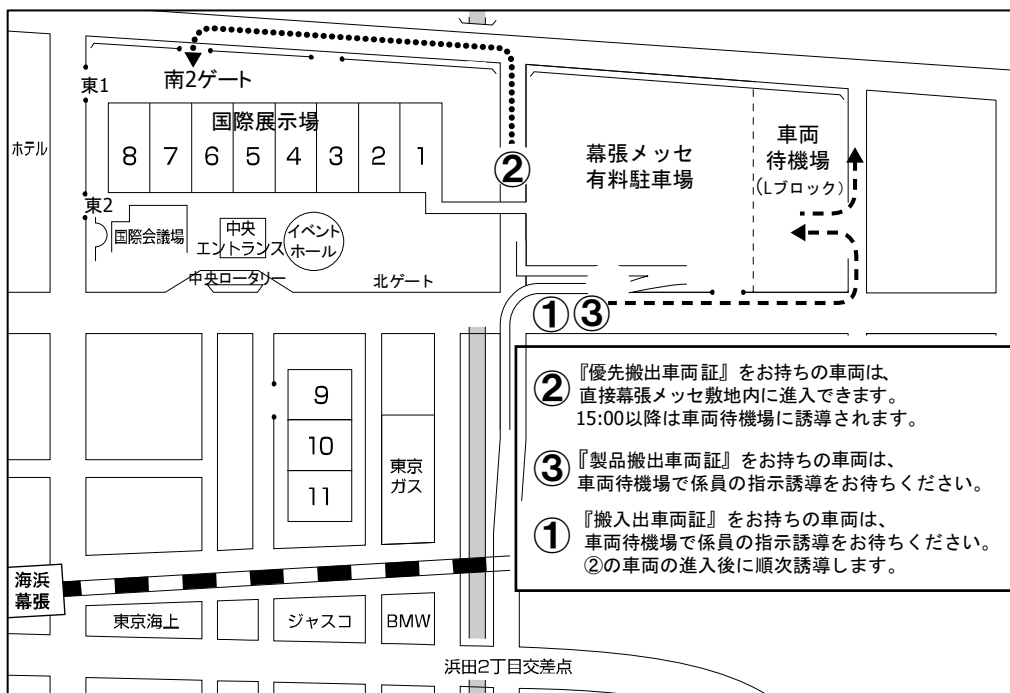 南2ゲート
東1
国際展示場
ホテル
8 7 6 5 4 3 2 1
②
幕張メッセ
有料駐車場
車両
待機場
(Lブロック)
東2
国際会議場
中央
エントランス
イベント
ホール
中央ロータリー
北ゲート
①③
9
10
11
東京
ガス
② 『優先搬出車両証』をお持ちの車両は、
直接幕張メッセ敷地内に進入できます。
15:00以降は車両待機場に誘導されます。
③ 『製品搬出車両証』をお持ちの車両は、
車両待機場で係員の指示誘導をお待ちください。
① 『搬入出車両証』をお持ちの車両は、
車両待機場で係員の指示誘導をお待ちください。
②の車両の進入後に順次誘導します。
海浜
幕張
東京海上
ジャスコ
BMW
浜田2丁目交差点